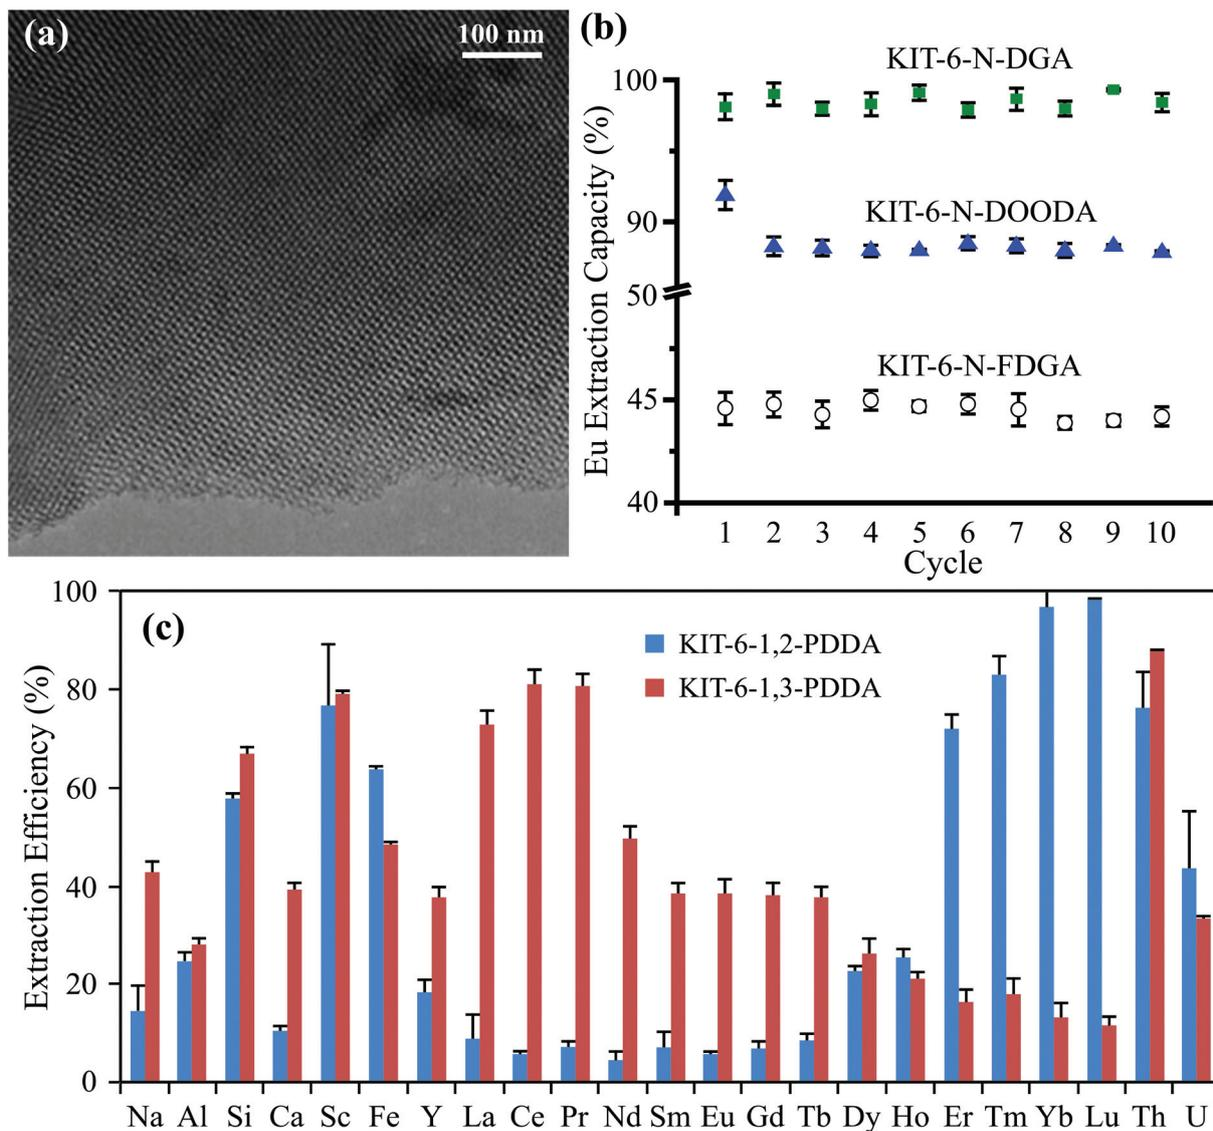 (a)
100 nm
(b)
KIT-6-N-DGA
100
KIT-6-N-DOODA
90
50
KIT-6-N-FDGA
45
40
Eu Extraction Capacity (%)
1 2 3 4 5 6 7 8 9 10
Cycle
100
(c)
KIT-6-1,2-PDDA
80
KIT-6-1,3-PDDA
60
40
20
0
Extraction Efficiency (%)
Na Al Si Ca Sc Fe Y La Ce Pr Nd Sm Eu Gd Tb Dy Ho Er Tm Yb Lu Th U